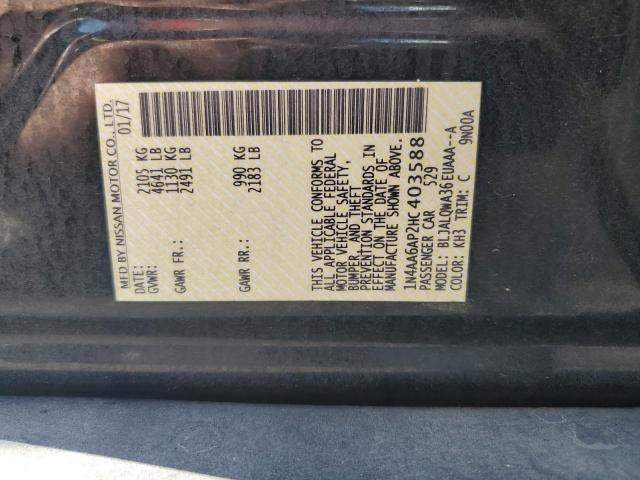 MFD BY NISSAN MOTOR CO., LTD.
DATE: 01/17
GVWR: 2105 KG
4641 LB
GAWR FR.: 1130 KG
2491 LB
GAWR RR.: 990 KG
2183 LB
THIS VEHICLE CONFORMS TO
ALL APPLICABLE FEDERAL
MOTOR VEHICLE SAFETY,
BUMPER, AND THEFT
PREVENTION STANDARDS IN
EFFECT ON THE DATE OF
MANUFACTURE SHOWN ABOVE.
1N4AA6AP2HC403588
PASSENGER CAR 529
MODEL: BLJALQWA36EUAAA--A
COLOR: KH3 TRIM: C 9N00A